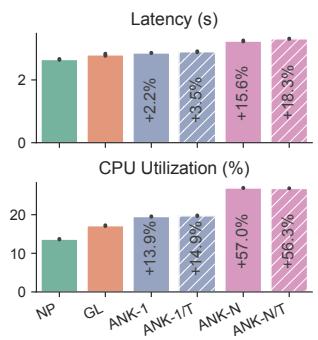 Latency (s)
2
0
+2.2%
+3.5%
+15.6%
+18.3%
CPU Utilization (%)
20
10
0
+13.9%
+14.9%
+57.0%
+56.3%
NP
GL
ANK-1
ANK-1/T
ANK-N
ANK-N/T